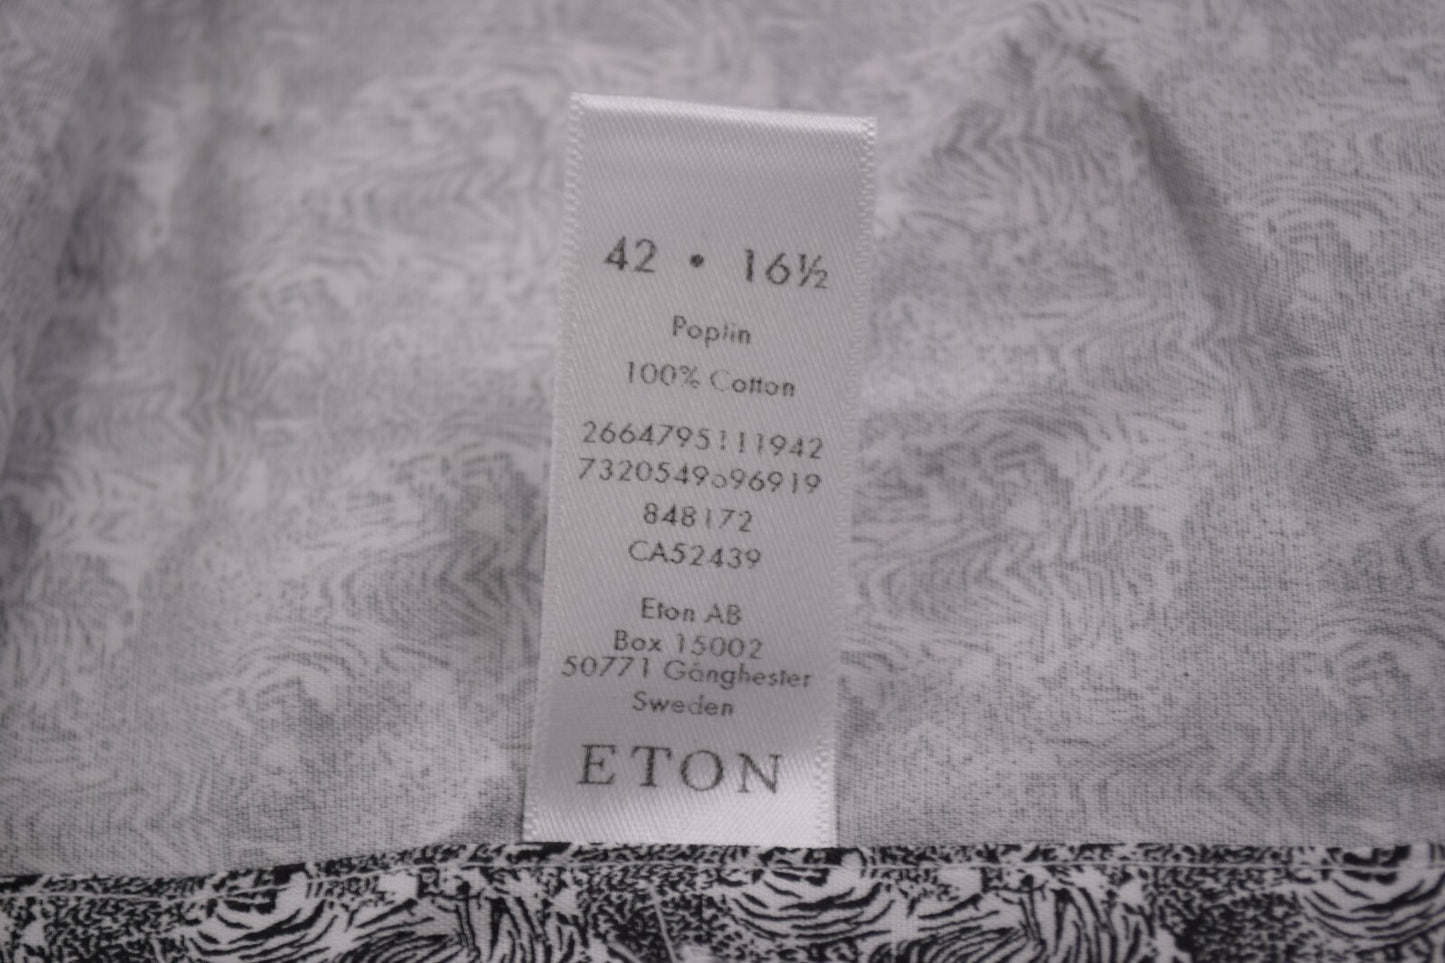 42 • 16½
Poplin
100% Cotton
2664795111942
7320549696919
848172
CA52439
Eton AB
Box 15002
50771 Gånghester
Sweden
ETON